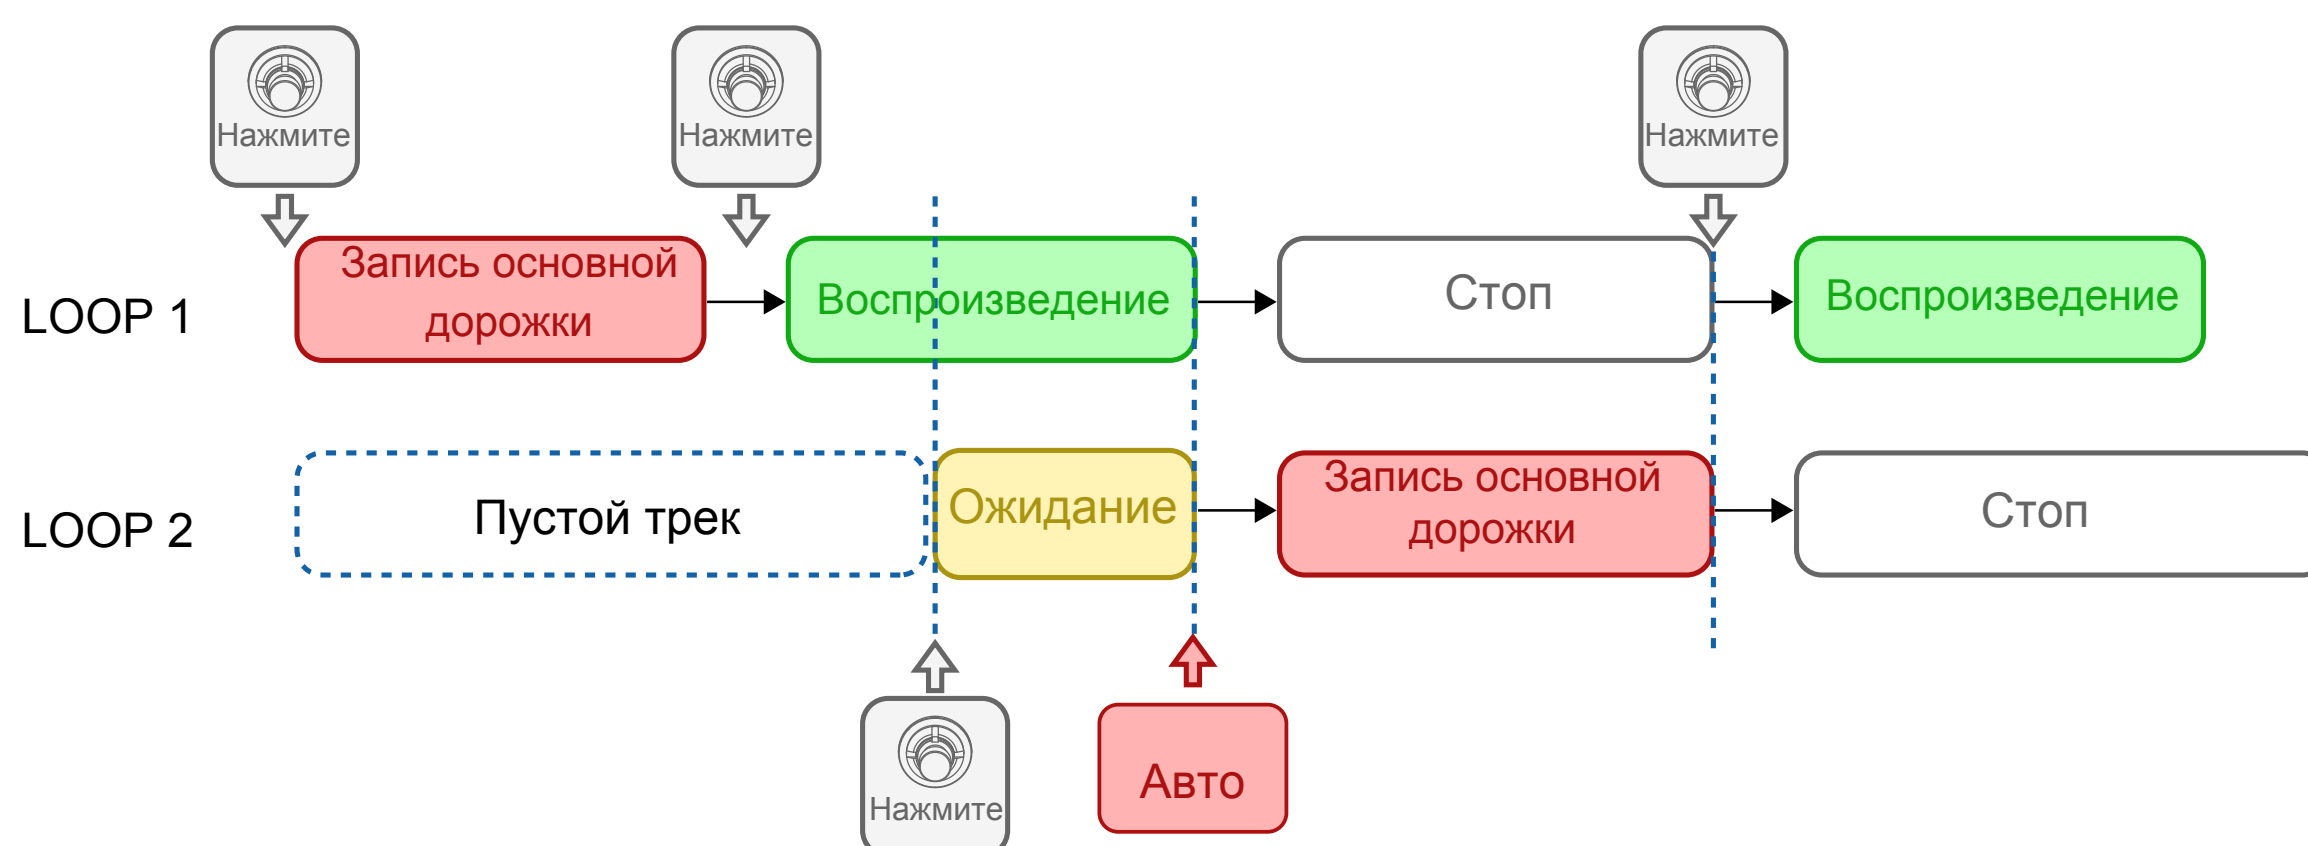 Нажмите
Нажмите
Нажмите
LOOP 1
Запись основной
дорожки
Воспроизведение
Стоп
Воспроизведение
LOOP 2
Пустой трек
Ожидание
Запись основной
дорожки
Стоп
Нажмите
Авто